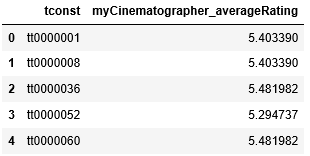 tconst myCinematographer_averageRating
0 tt0000001 5.403390
1 tt0000008 5.403390
2 tt0000036 5.481982
3 tt0000052 5.294737
4 tt0000060 5.481982